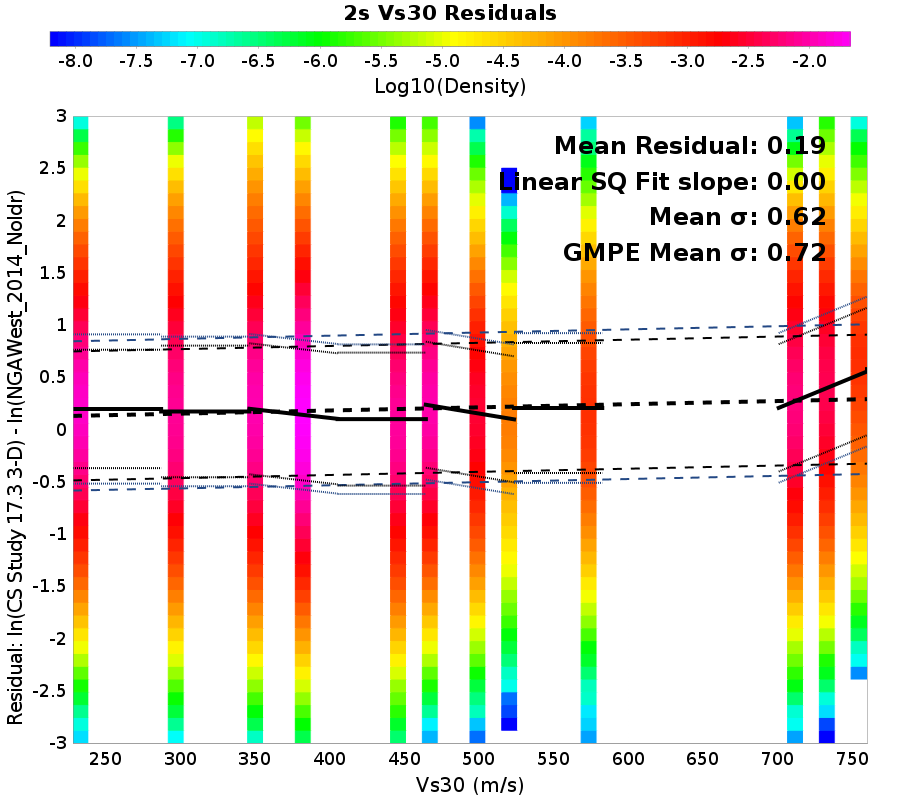 2s Vs30 Residuals
-8.0 -7.5 -7.0 -6.5 -6.0 -5.5 -5.0 -4.5 -4.0 -3.5 -3.0 -2.5 -2.0
Log10(Density)
Mean Residual: 0.19
Linear SQ Fit slope: 0.00
Mean σ: 0.62
GMPE Mean σ: 0.72
Residual: ln(CS Study 17.3 3-D) - ln(NGAWest_2014_NoIdr)
3
2.5
2
1.5
1
0.5
0
-0.5
-1
-1.5
-2
-2.5
-3
250 300 350 400 450 500 550 600 650 700 750
Vs30 (m/s)